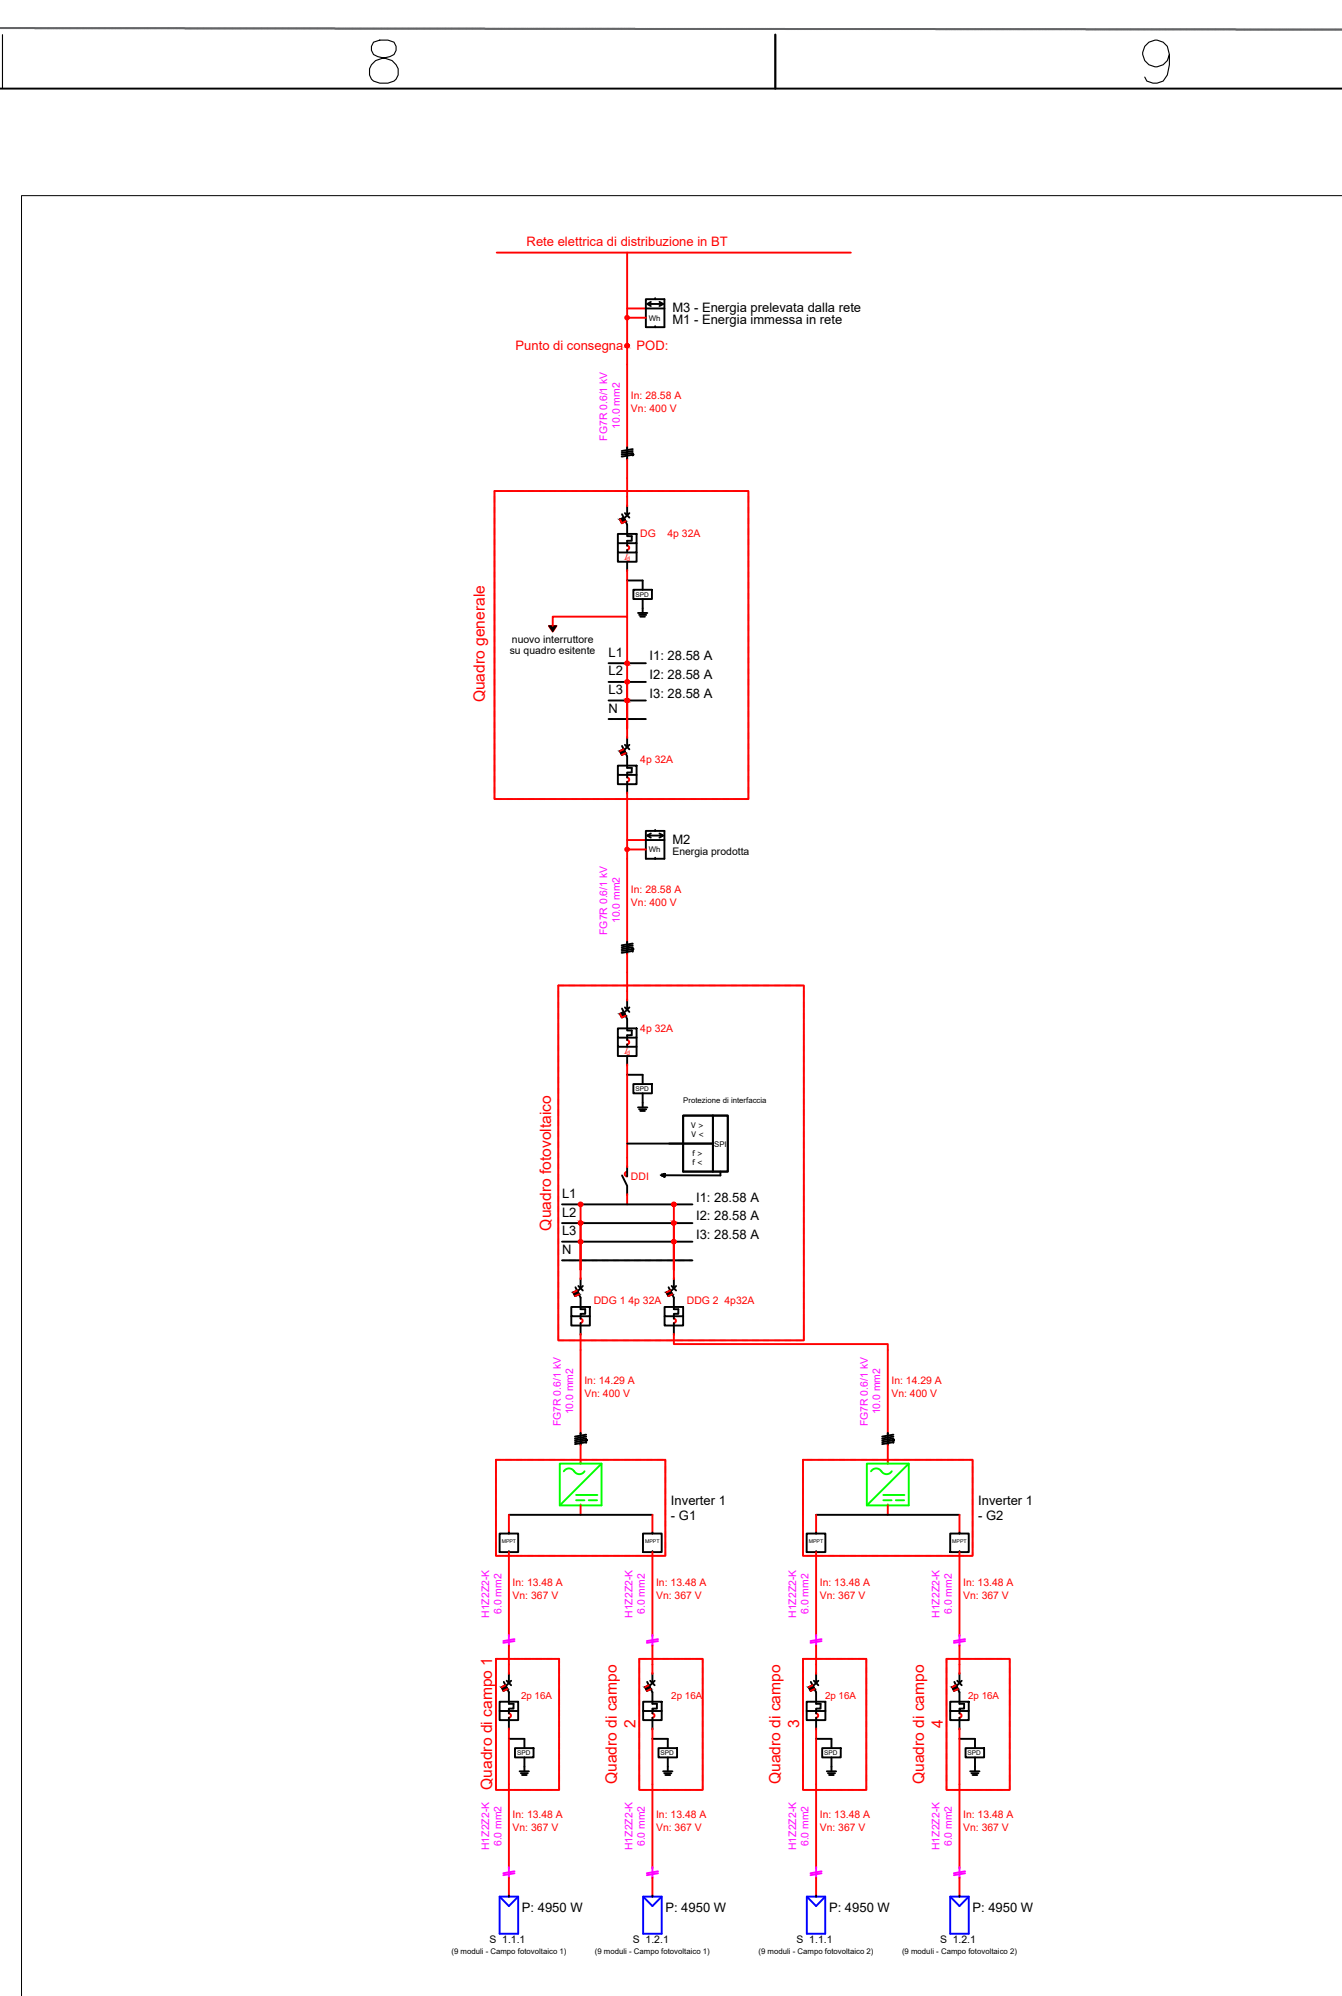 8
9
Rete elettrica di distribuzione in BT
M3 - Energia prelevata dalla rete
M1 - Energia immessa in rete
Wh
Punto di consegna POD:
FG7R 0.6/1 kV
10.0 mm2
In: 28.58 A
Vn: 400 V
Quadro generale
DG 4p 32A
SPD
nuovo interruttore
su quadro esitente
L1 I1: 28.58 A
L2 I2: 28.58 A
L3 I3: 28.58 A
N
4p 32A
M2
Energia prodotta
Wh
FG7R 0.6/1 kV
10.0 mm2
In: 28.58 A
Vn: 400 V
Quadro fotovoltaico
4p 32A
SPD
Protezione di interfaccia
V >
V <
f >
f <
SPI
DDI
L1 I1: 28.58 A
L2 I2: 28.58 A
L3 I3: 28.58 A
N
DDG 1 4p 32A DDG 2 4p32A
FG7R 0.6/1 kV
10.0 mm2
In: 14.29 A
Vn: 400 V
FG7R 0.6/1 kV
10.0 mm2
In: 14.29 A
Vn: 400 V
Inverter 1
- G1
MPPT MPPT
Inverter 1
- G2
MPPT MPPT
H1Z2Z2-K
6.0 mm2
In: 13.48 A
Vn: 367 V
H1Z2Z2-K
6.0 mm2
In: 13.48 A
Vn: 367 V
H1Z2Z2-K
6.0 mm2
In: 13.48 A
Vn: 367 V
H1Z2Z2-K
6.0 mm2
In: 13.48 A
Vn: 367 V
Quadro di campo 1
2p 16A
SPD
Quadro di campo
2
2p 16A
SPD
Quadro di campo
3
2p 16A
SPD
Quadro di campo
4
2p 16A
SPD
H1Z2Z2-K
6.0 mm2
In: 13.48 A
Vn: 367 V
H1Z2Z2-K
6.0 mm2
In: 13.48 A
Vn: 367 V
H1Z2Z2-K
6.0 mm2
In: 13.48 A
Vn: 367 V
H1Z2Z2-K
6.0 mm2
In: 13.48 A
Vn: 367 V
P: 4950 W
S 1.1.1
(9 moduli - Campo fotovoltaico 1)
P: 4950 W
S 1.2.1
(9 moduli - Campo fotovoltaico 1)
P: 4950 W
S 1.1.1
(9 moduli - Campo fotovoltaico 2)
P: 4950 W
S 1.2.1
(9 moduli - Campo fotovoltaico 2)